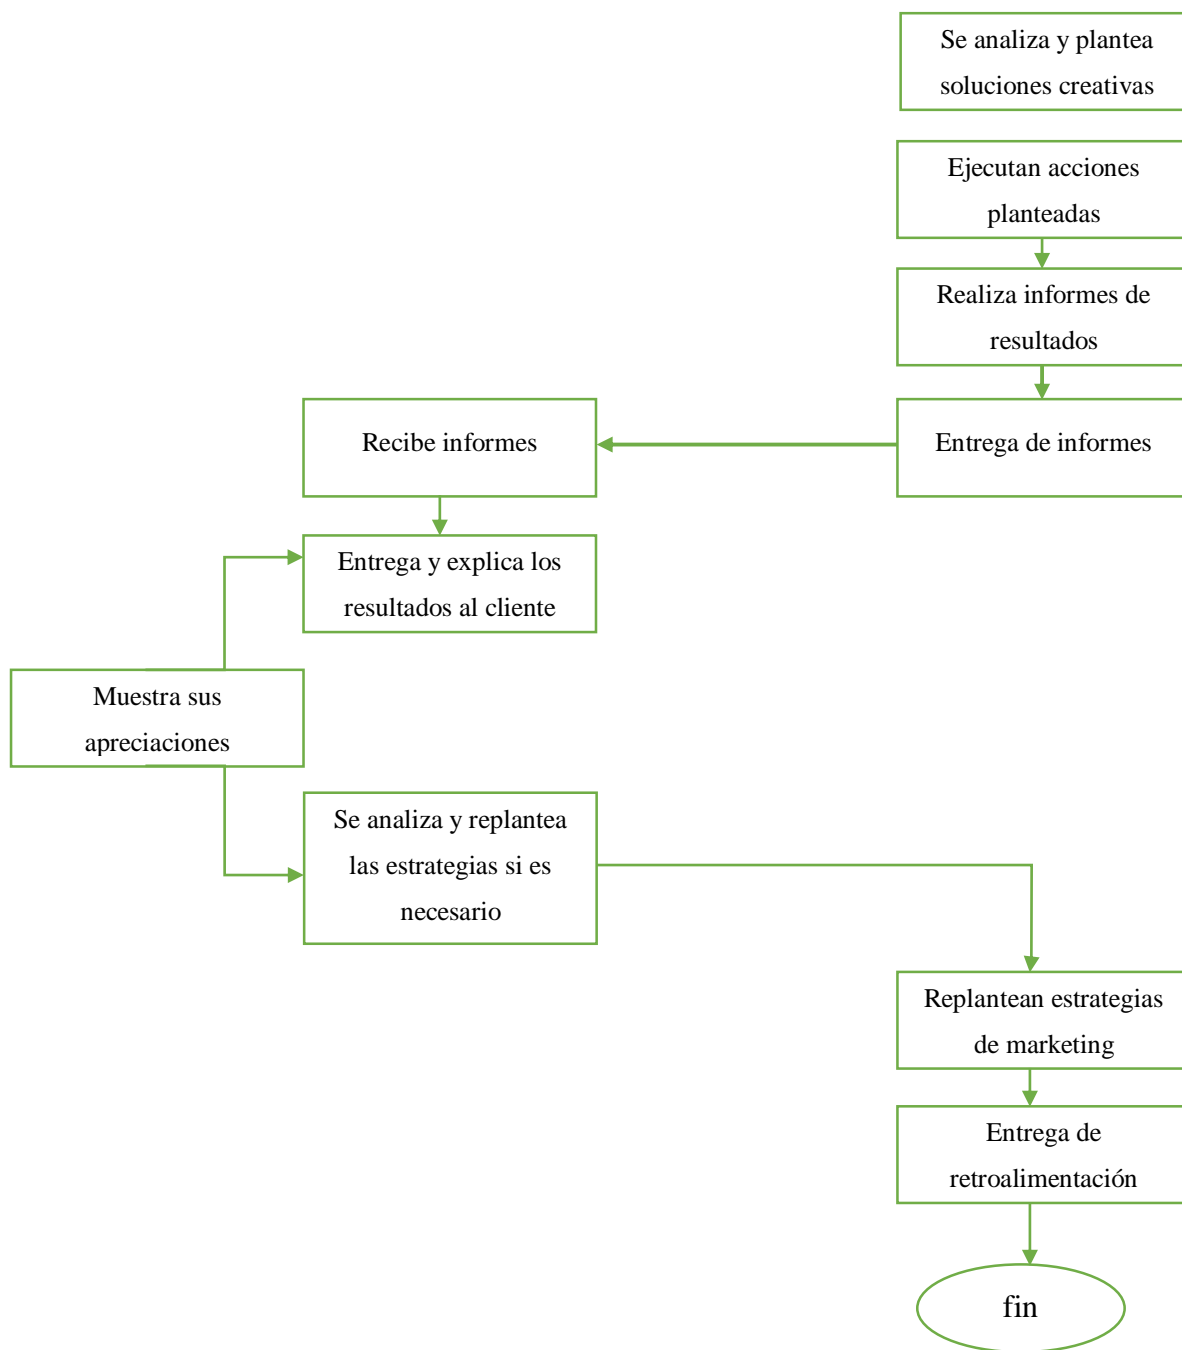 Se analiza y plantea
soluciones creativas
Ejecutan acciones
planteadas
Realiza informes de
resultados
Entrega de informes
Recibe informes
Entrega y explica los
resultados al cliente
Muestra sus
apreciaciones
Se analiza y replantea
las estrategias si es
necesario
Replantean estrategias
de marketing
Entrega de
retroalimentación
fin